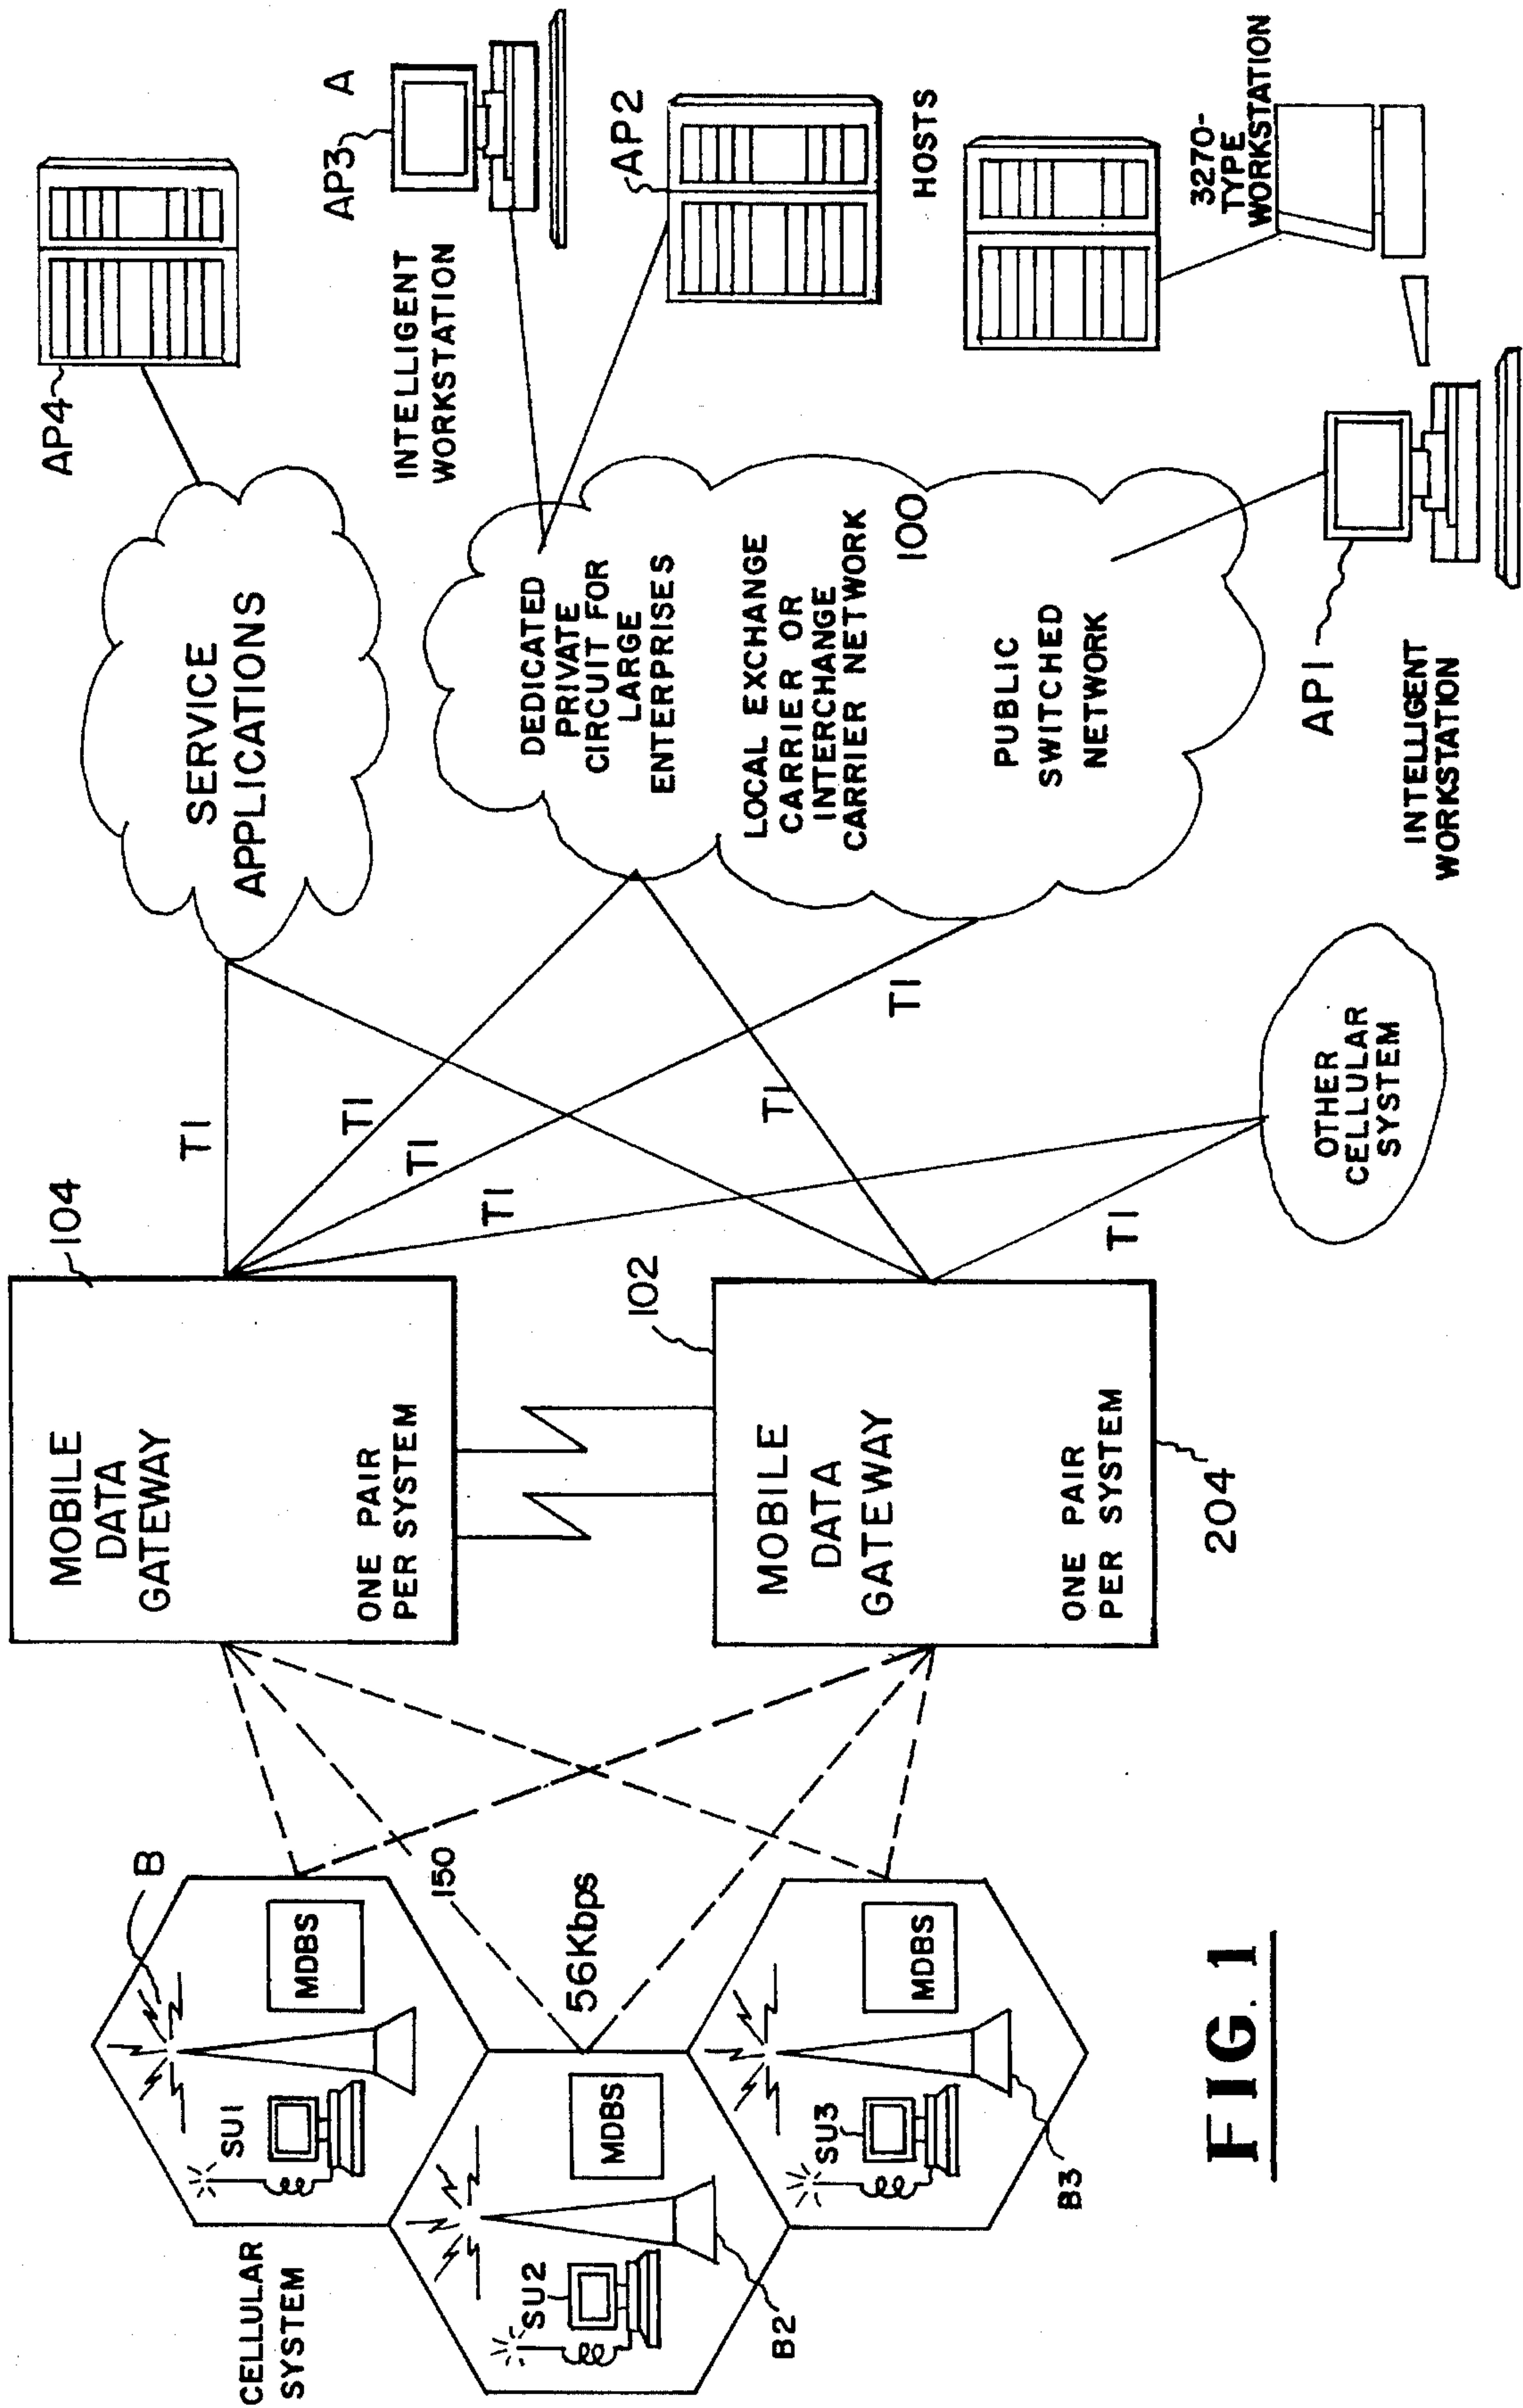 CELLULAR
SYSTEM
SU1
B
MDBS
SU2
B2
MDBS
SU3
B3
MDBS
150
56Kbps
MOBILE
DATA
GATEWAY
ONE PAIR
PER SYSTEM
104
MOBILE
DATA
GATEWAY
ONE PAIR
PER SYSTEM
102
204
T1
T1
T1
T1
T1
T1
T1
OTHER
CELLULAR
SYSTEM
SERVICE
APPLICATIONS
DEDICATED
PRIVATE
CIRCUIT FOR
LARGE
ENTERPRISES
LOCAL EXCHANGE
CARRIER OR
INTERCHANGE
CARRIER NETWORK
100
PUBLIC
SWITCHED
NETWORK
AP4
INTELLIGENT
WORKSTATION
AP3
A
AP2
HOSTS
3270-
TYPE
WORKSTATION
AP1
INTELLIGENT
WORKSTATION
FIG. 1